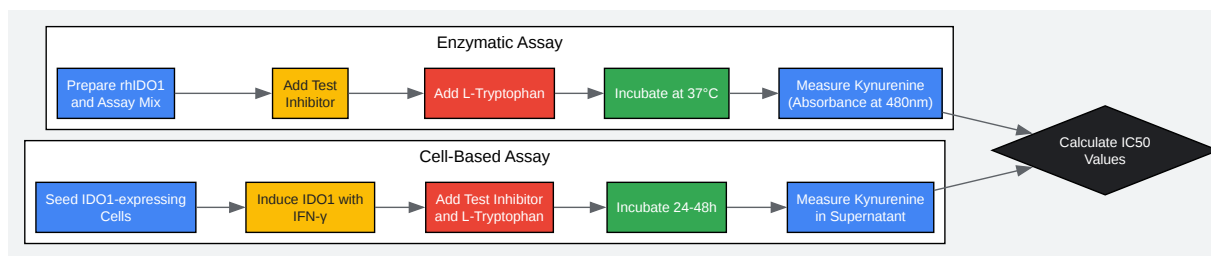 Enzymatic Assay
Prepare rhIDO1
and Assay Mix
Add Test
Inhibitor
Add L-Tryptophan
Incubate at 37°C
Measure Kynurenine
(Absorbance at 480nm)
Cell-Based Assay
Seed IDO1-expressing
Cells
Induce IDO1 with
IFN-γ
Add Test Inhibitor
and L-Tryptophan
Incubate 24-48h
Measure Kynurenine
in Supernatant
Calculate IC50
Values